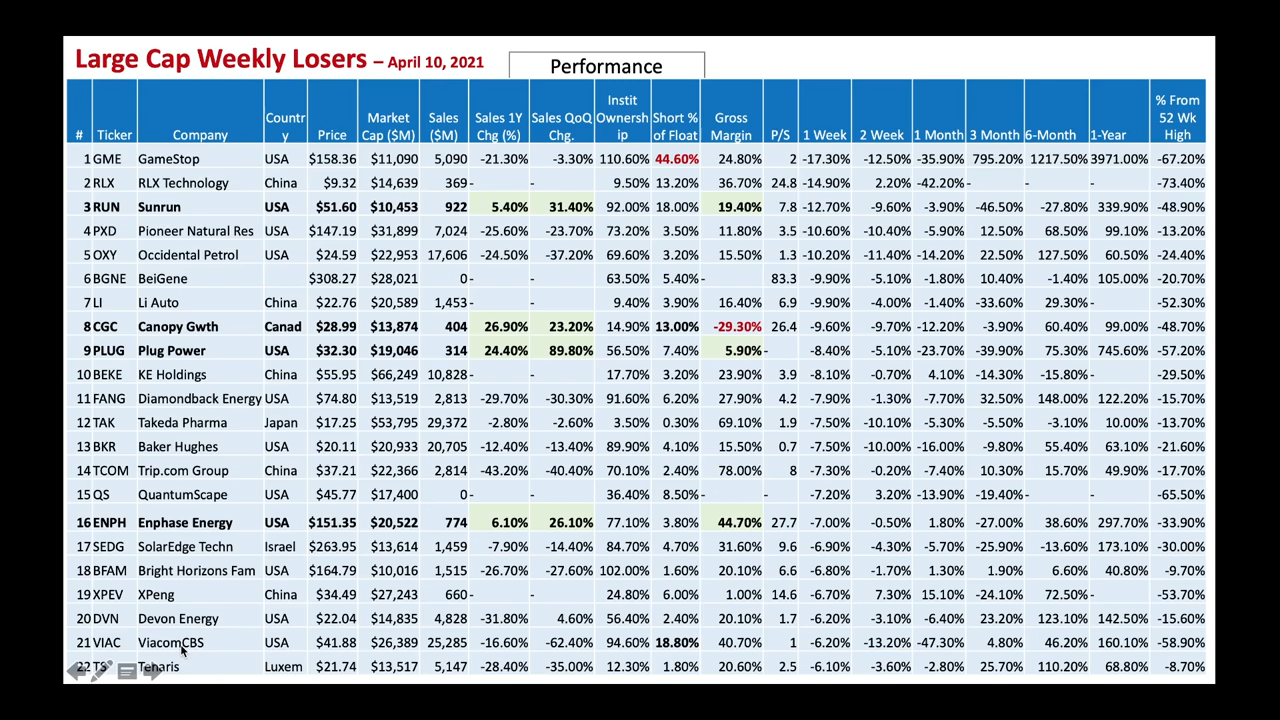 Large Cap Weekly Losers – April 10, 2021
Performance
# Ticker Company Countr y Price Market Cap ($M) Sales ($M) Sales 1Y Chg (%) Sales QoQ Chg. Instit Ownersh ip Short % of Float Gross Margin P/S 1 Week 2 Week 1 Month 3 Month 6-Month 1-Year % From 52 Wk High
1 GME GameStop USA $158.36 $11,090 5,090 -21.30% -3.30% 110.60% 44.60% 24.80% 2 -17.30% -12.50% -35.90% 795.20% 1217.50% 3971.00% -67.20%
2 RLX RLX Technology China $9.32 $14,639 369 - - 9.50% 13.20% 36.70% 24.8 -14.90% 2.20% -42.20% - - - -73.40%
3 RUN Sunrun USA $51.60 $10,453 922 5.40% 31.40% 92.00% 18.00% 19.40% 7.8 -12.70% -9.60% -3.90% -46.50% -27.80% 339.90% -48.90%
4 PXD Pioneer Natural Res USA $147.19 $31,899 7,024 -25.60% -23.70% 73.20% 3.50% 11.80% 3.5 -10.60% -10.40% -5.90% 12.50% 68.50% 99.10% -13.20%
5 OXY Occidental Petrol USA $24.59 $22,953 17,606 -24.50% -37.20% 69.60% 3.20% 15.50% 1.3 -10.20% -11.40% -14.20% 22.50% 127.50% 60.50% -24.40%
6 BGNE BeiGene $308.27 $28,021 0 - - 63.50% 5.40% - 83.3 -9.90% -5.10% -1.80% 10.40% -1.40% 105.00% -20.70%
7 LI Li Auto China $22.76 $20,589 1,453 - - 9.40% 3.90% 16.40% 6.9 -9.90% -4.00% -1.40% -33.60% 29.30% - -52.30%
8 CGC Canopy Gwth Canad $28.99 $13,874 404 26.90% 23.20% 14.90% 13.00% -29.30% 26.4 -9.60% -9.70% -12.20% -3.90% 60.40% 99.00% -48.70%
9 PLUG Plug Power USA $32.30 $19,046 314 24.40% 89.80% 56.50% 7.40% 5.90% - -8.40% -5.10% -23.70% -39.90% 75.30% 745.60% -57.20%
10 BEKE KE Holdings China $55.95 $66,249 10,828 - - 17.70% 3.20% 23.90% 3.9 -8.10% -0.70% 4.10% -14.30% -15.80% - -29.50%
11 FANG Diamondback Energy USA $74.80 $13,519 2,813 -29.70% -30.30% 91.60% 6.20% 27.90% 4.2 -7.90% -1.30% -7.70% 32.50% 148.00% 122.20% -15.70%
12 TAK Takeda Pharma Japan $17.25 $53,795 29,372 -2.80% -2.60% 3.50% 0.30% 69.10% 1.9 -7.50% -10.10% -5.30% -5.50% -3.10% 10.00% -13.70%
13 BKR Baker Hughes USA $20.11 $20,933 20,705 -12.40% -13.40% 89.90% 4.10% 15.50% 0.7 -7.50% -10.00% -16.00% -9.80% 55.40% 63.10% -21.60%
14 TCOM Trip.com Group China $37.21 $22,366 2,814 -43.20% -40.40% 70.10% 2.40% 78.00% 8 -7.30% -0.20% -7.40% 10.30% 15.70% 49.90% -17.70%
15 QS QuantumScape USA $45.77 $17,400 0 - - 36.40% 8.50% - - -7.20% 3.20% -13.90% -19.40% - - -65.50%
16 ENPH Enphase Energy USA $151.35 $20,522 774 6.10% 26.10% 77.10% 3.80% 44.70% 27.7 -7.00% -0.50% 1.80% -27.00% 38.60% 297.70% -33.90%
17 SEDG SolarEdge Techn Israel $263.95 $13,614 1,459 -7.90% -14.40% 84.70% 4.70% 31.60% 9.6 -6.90% -4.30% -5.70% -25.90% -13.60% 173.10% -30.00%
18 BFAM Bright Horizons Fam USA $164.79 $10,016 1,515 -26.70% -27.60% 102.00% 1.60% 20.10% 6.6 -6.80% -1.70% 1.30% 1.90% 6.60% 40.80% -9.70%
19 XPEV XPeng China $34.49 $27,243 660 - - 24.80% 6.00% 1.00% 14.6 -6.70% 7.30% 15.10% -24.10% 72.50% - -53.70%
20 DVN Devon Energy USA $22.04 $14,835 4,828 -31.80% 4.60% 56.40% 2.40% 20.10% 1.7 -6.20% -3.10% -6.40% 23.20% 123.10% 142.50% -15.60%
21 VIAC ViacomCBS USA $41.88 $26,389 25,285 -16.60% -62.40% 94.60% 18.80% 40.70% 1 -6.20% -13.20% -47.30% 4.80% 46.20% 160.10% -58.90%
22 TS Tenaris Luxem $21.74 $13,517 5,147 -28.40% -35.00% 12.30% 1.80% 20.60% 2.5 -6.10% -3.60% -2.80% 25.70% 110.20% 68.80% -8.70%